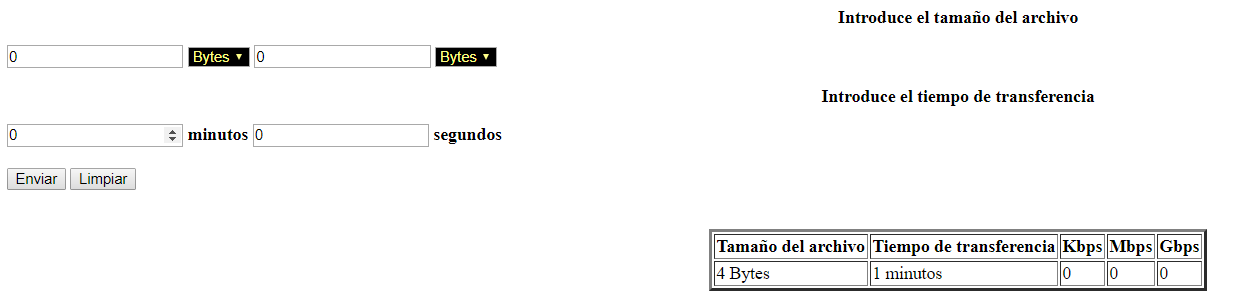 Introduce el tamaño del archivo
0 Bytes 0 Bytes
Introduce el tiempo de transferencia
0 minutos 0 segundos
Enviar Limpiar
Tamaño del archivo Tiempo de transferencia Kbps Mbps Gbps
4 Bytes 1 minutos 0 0 0